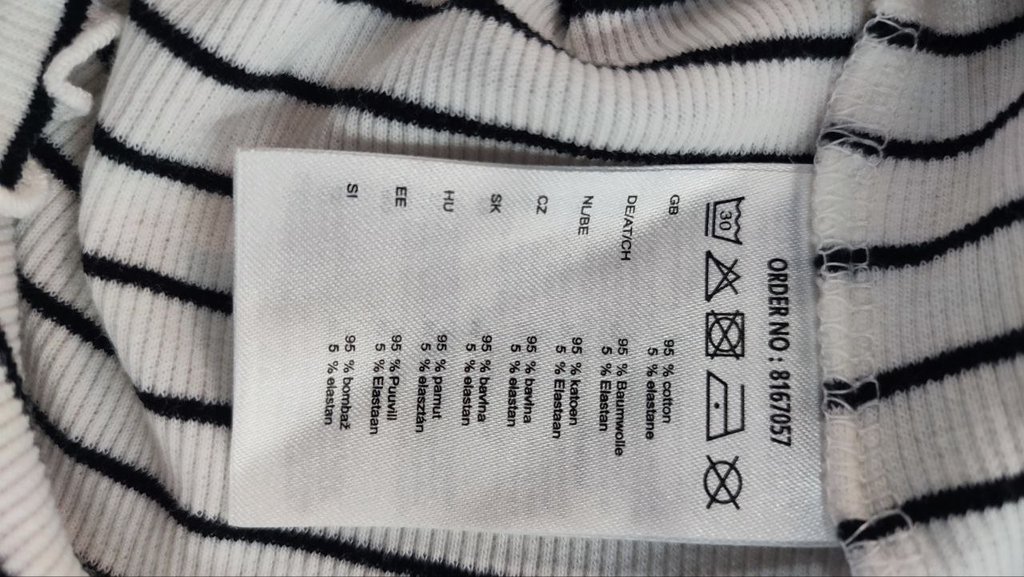 ORDER NO : 8167057
30
GB 95 % cotton
5 % elastane
DE/AT/CH 95 % Baumwolle
5 % Elastan
NL/BE 95 % katoen
5 % Elastaan
CZ 95 % bavlna
5 % elastan
SK 95 % bavlna
5 % elastan
HU 95 % pamut
5 % elasztán
EE 95 % Puuvill
5 % Elastaan
SI 95 % bombaž
5 % elastan